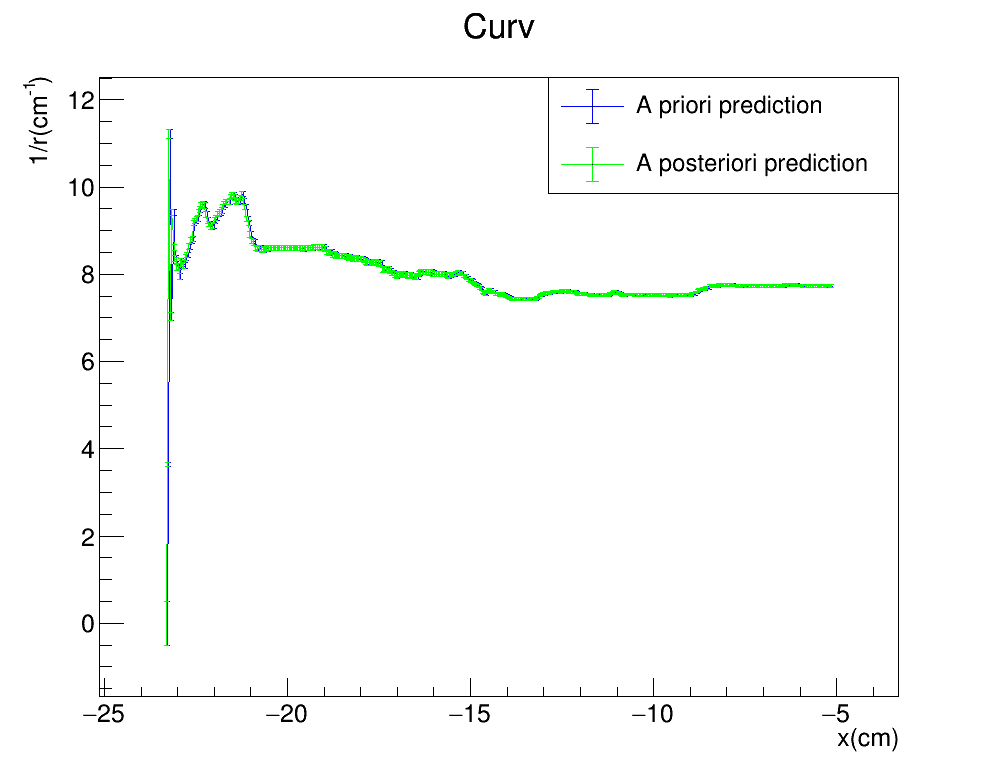 Curv
1/r(cm-1)
A priori prediction
A posteriori prediction
12
10
8
6
4
2
0
−25 −20 −15 −10 −5
x(cm)